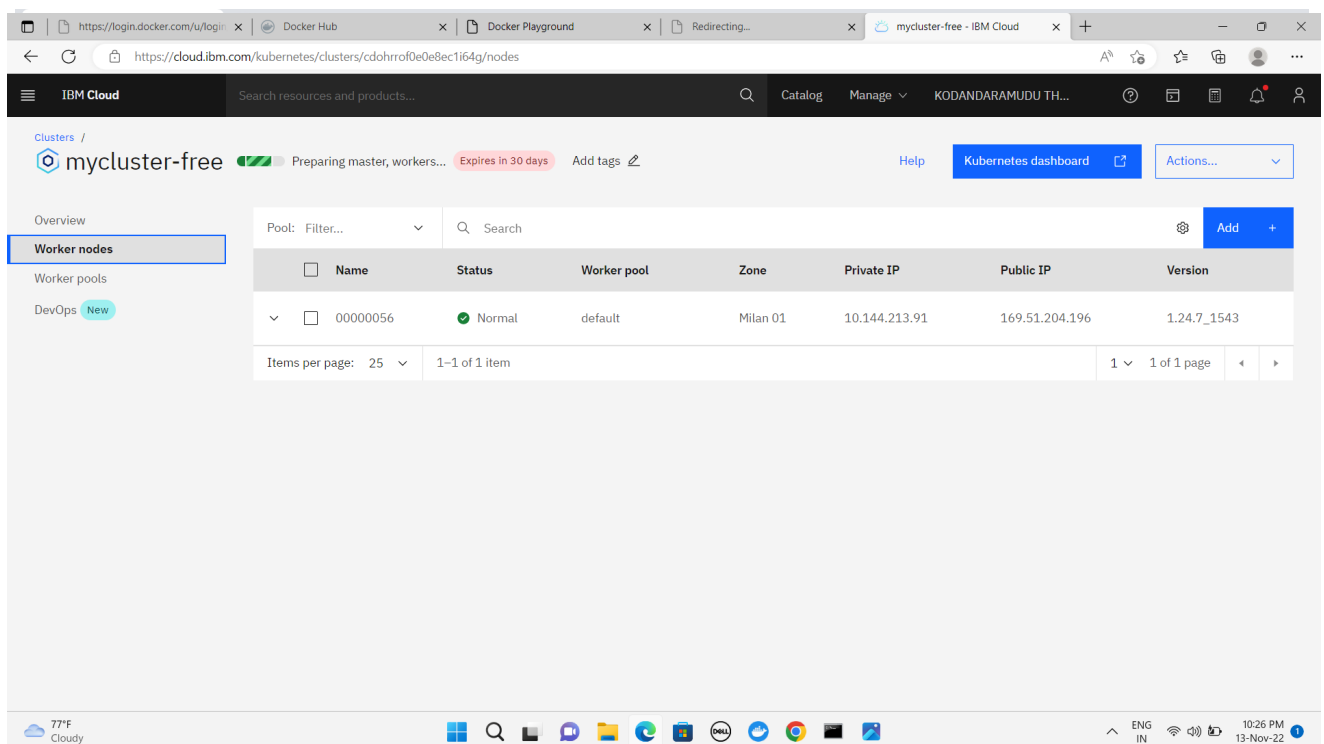 https://login.docker.com/u/login
Docker Hub
Docker Playground
Redirecting...
mycluster-free - IBM Cloud
https://cloud.ibm.com/kubernetes/clusters/cdohrrof0e0e8ec1i64g/nodes
IBM Cloud
Search resources and products...
Catalog
Manage
KODANDARAMUDU TH...
Clusters /
mycluster-free
Preparing master, workers...
Expires in 30 days
Add tags
Help
Kubernetes dashboard
Actions...
Overview
Worker nodes
Worker pools
DevOps New
Pool: Filter...
Search
Add +
Name Status Worker pool Zone Private IP Public IP Version
00000056 Normal default Milan 01 10.144.213.91 169.51.204.196 1.24.7_1543
Items per page: 25
1–1 of 1 item
1
1 of 1 page
77°F
Cloudy
DELL
ENG
IN
10:26 PM
13-Nov-22
1